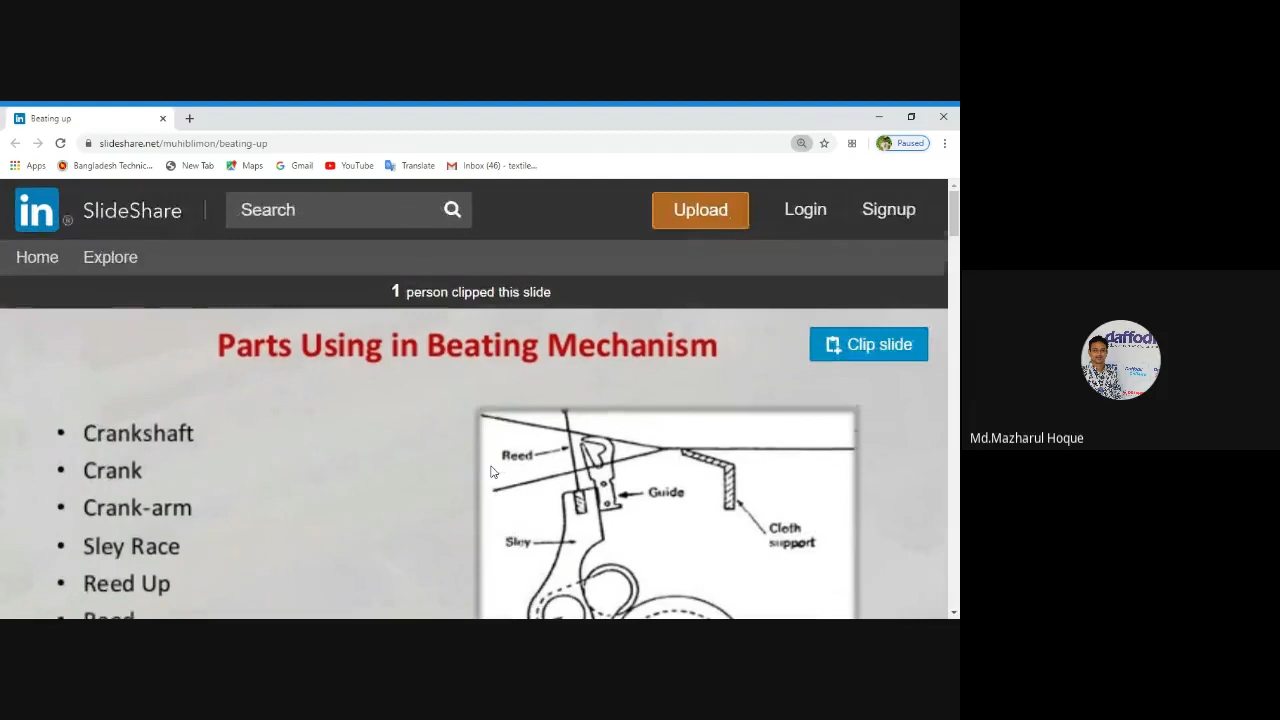 Beating up
slideshare.net/muhiblimon/beating-up
Paused
Apps Bangladesh Technic... New Tab Maps Gmail YouTube Translate Inbox (46) - textile...
in ® SlideShare Search Upload Login Signup
Home Explore
1 person clipped this slide
Parts Using in Beating Mechanism
Clip slide
• Crankshaft
• Crank
• Crank-arm
• Sley Race
• Reed Up
Reed
Guide
Sley
Cloth
support
daffodil
Md.Mazharul Hoque